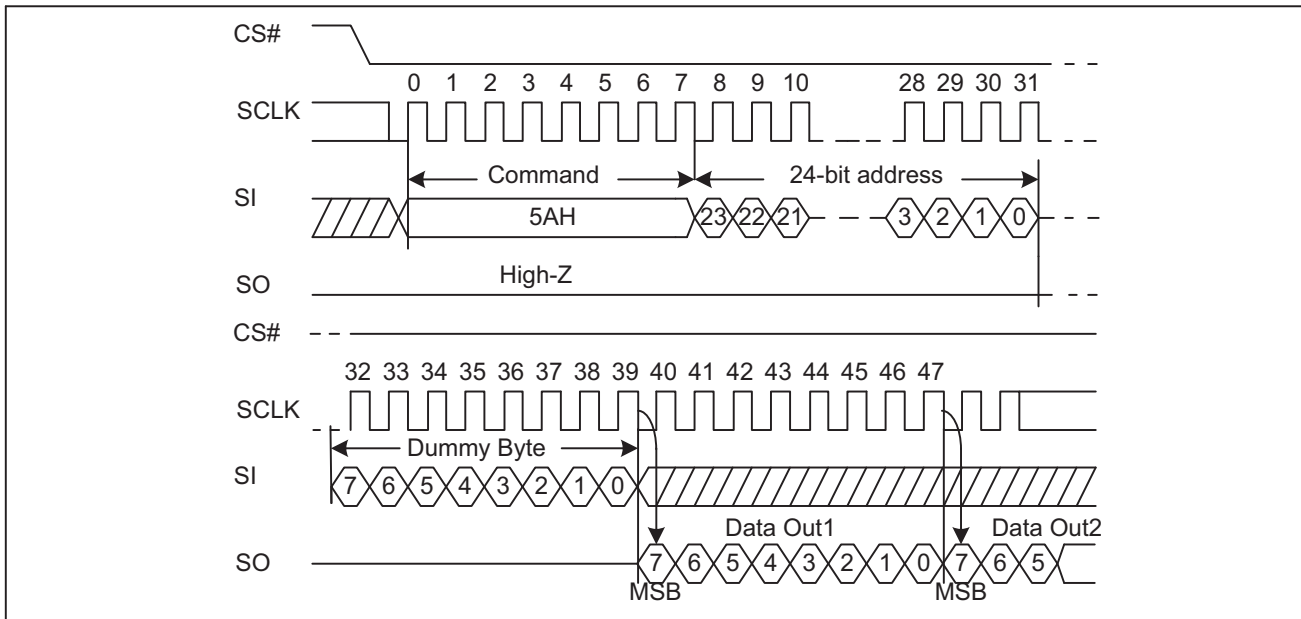 CS#
0 1 2 3 4 5 6 7 8 9 10 28 29 30 31
SCLK
Command 24-bit address
SI
5AH 23 22 21 3 2 1 0
High-Z
SO
CS#
32 33 34 35 36 37 38 39 40 41 42 43 44 45 46 47
SCLK
Dummy Byte
SI
7 6 5 4 3 2 1 0
Data Out1 Data Out2
SO
7 6 5 4 3 2 1 0 7 6 5
MSB MSB